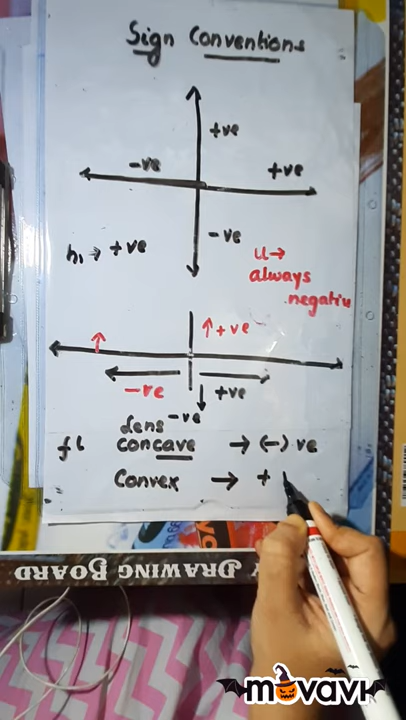 Sign Conventions
+ve
-ve
+ve
-ve
h₁ → +ve
u→
always
negative
↑ +ve
-ve
+ve
-ve
Lens
fl concave → (-) ve
Convex → +
Y DRAWING BOARD
movavi